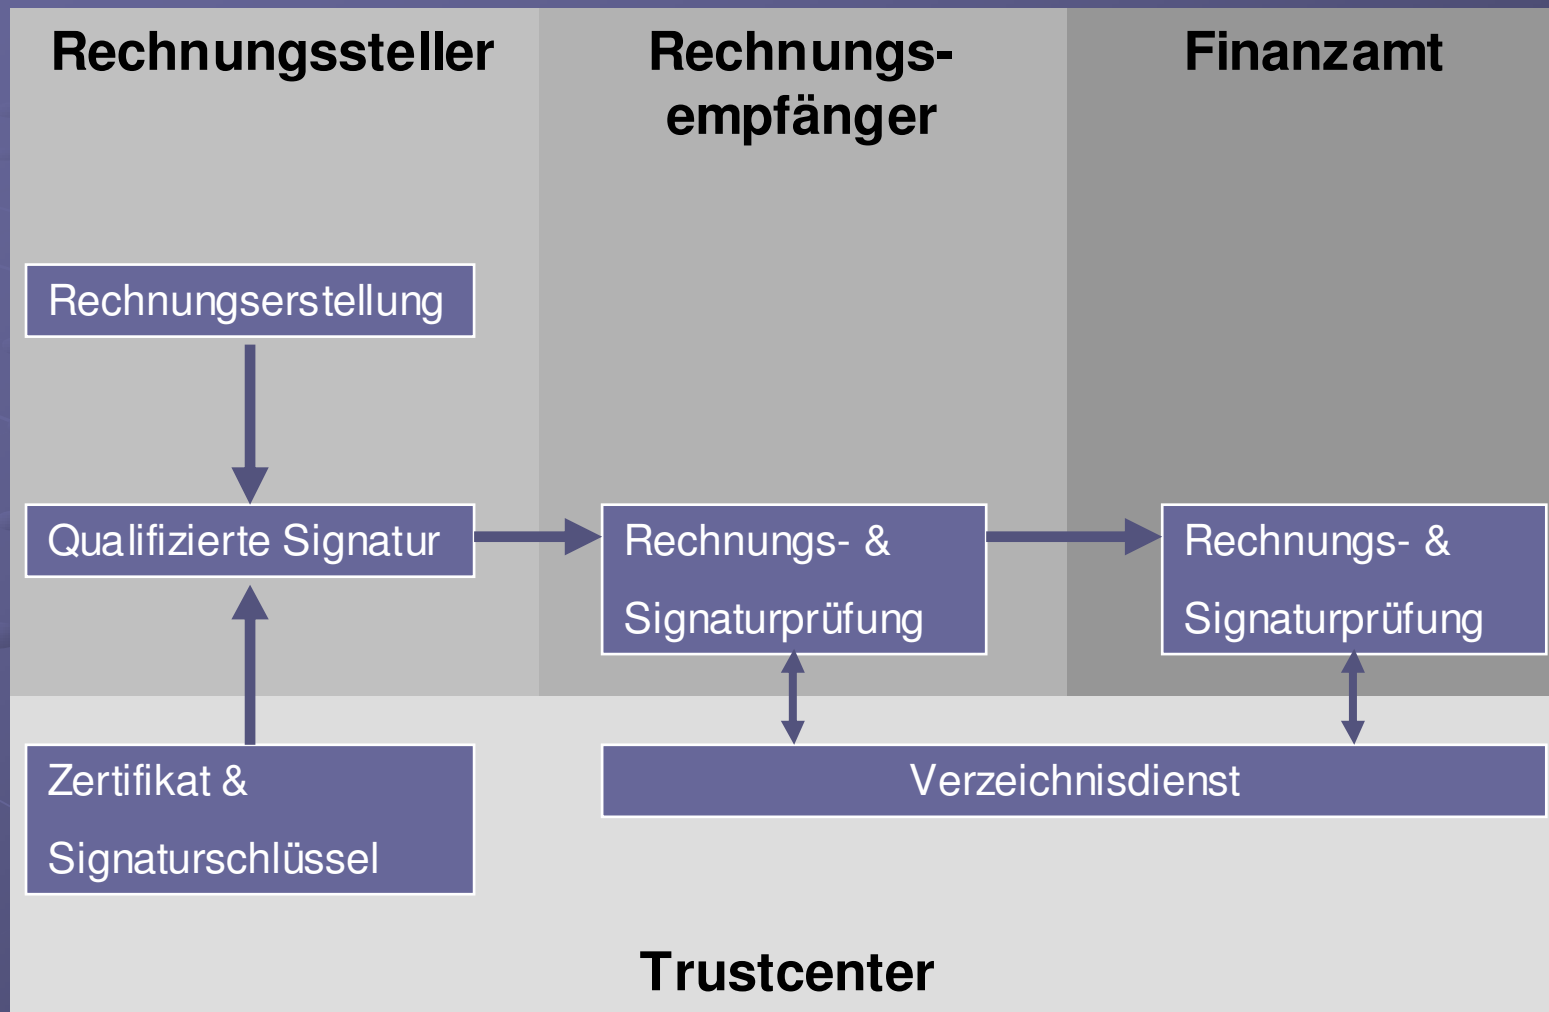 Rechnungssteller
Rechnungs-
empfänger
Finanzamt
Rechnungserstellung
Qualifizierte Signatur
Rechnungs- &
Signaturprüfung
Rechnungs- &
Signaturprüfung
Zertifikat &
Signaturschlüssel
Verzeichnisdienst
Trustcenter